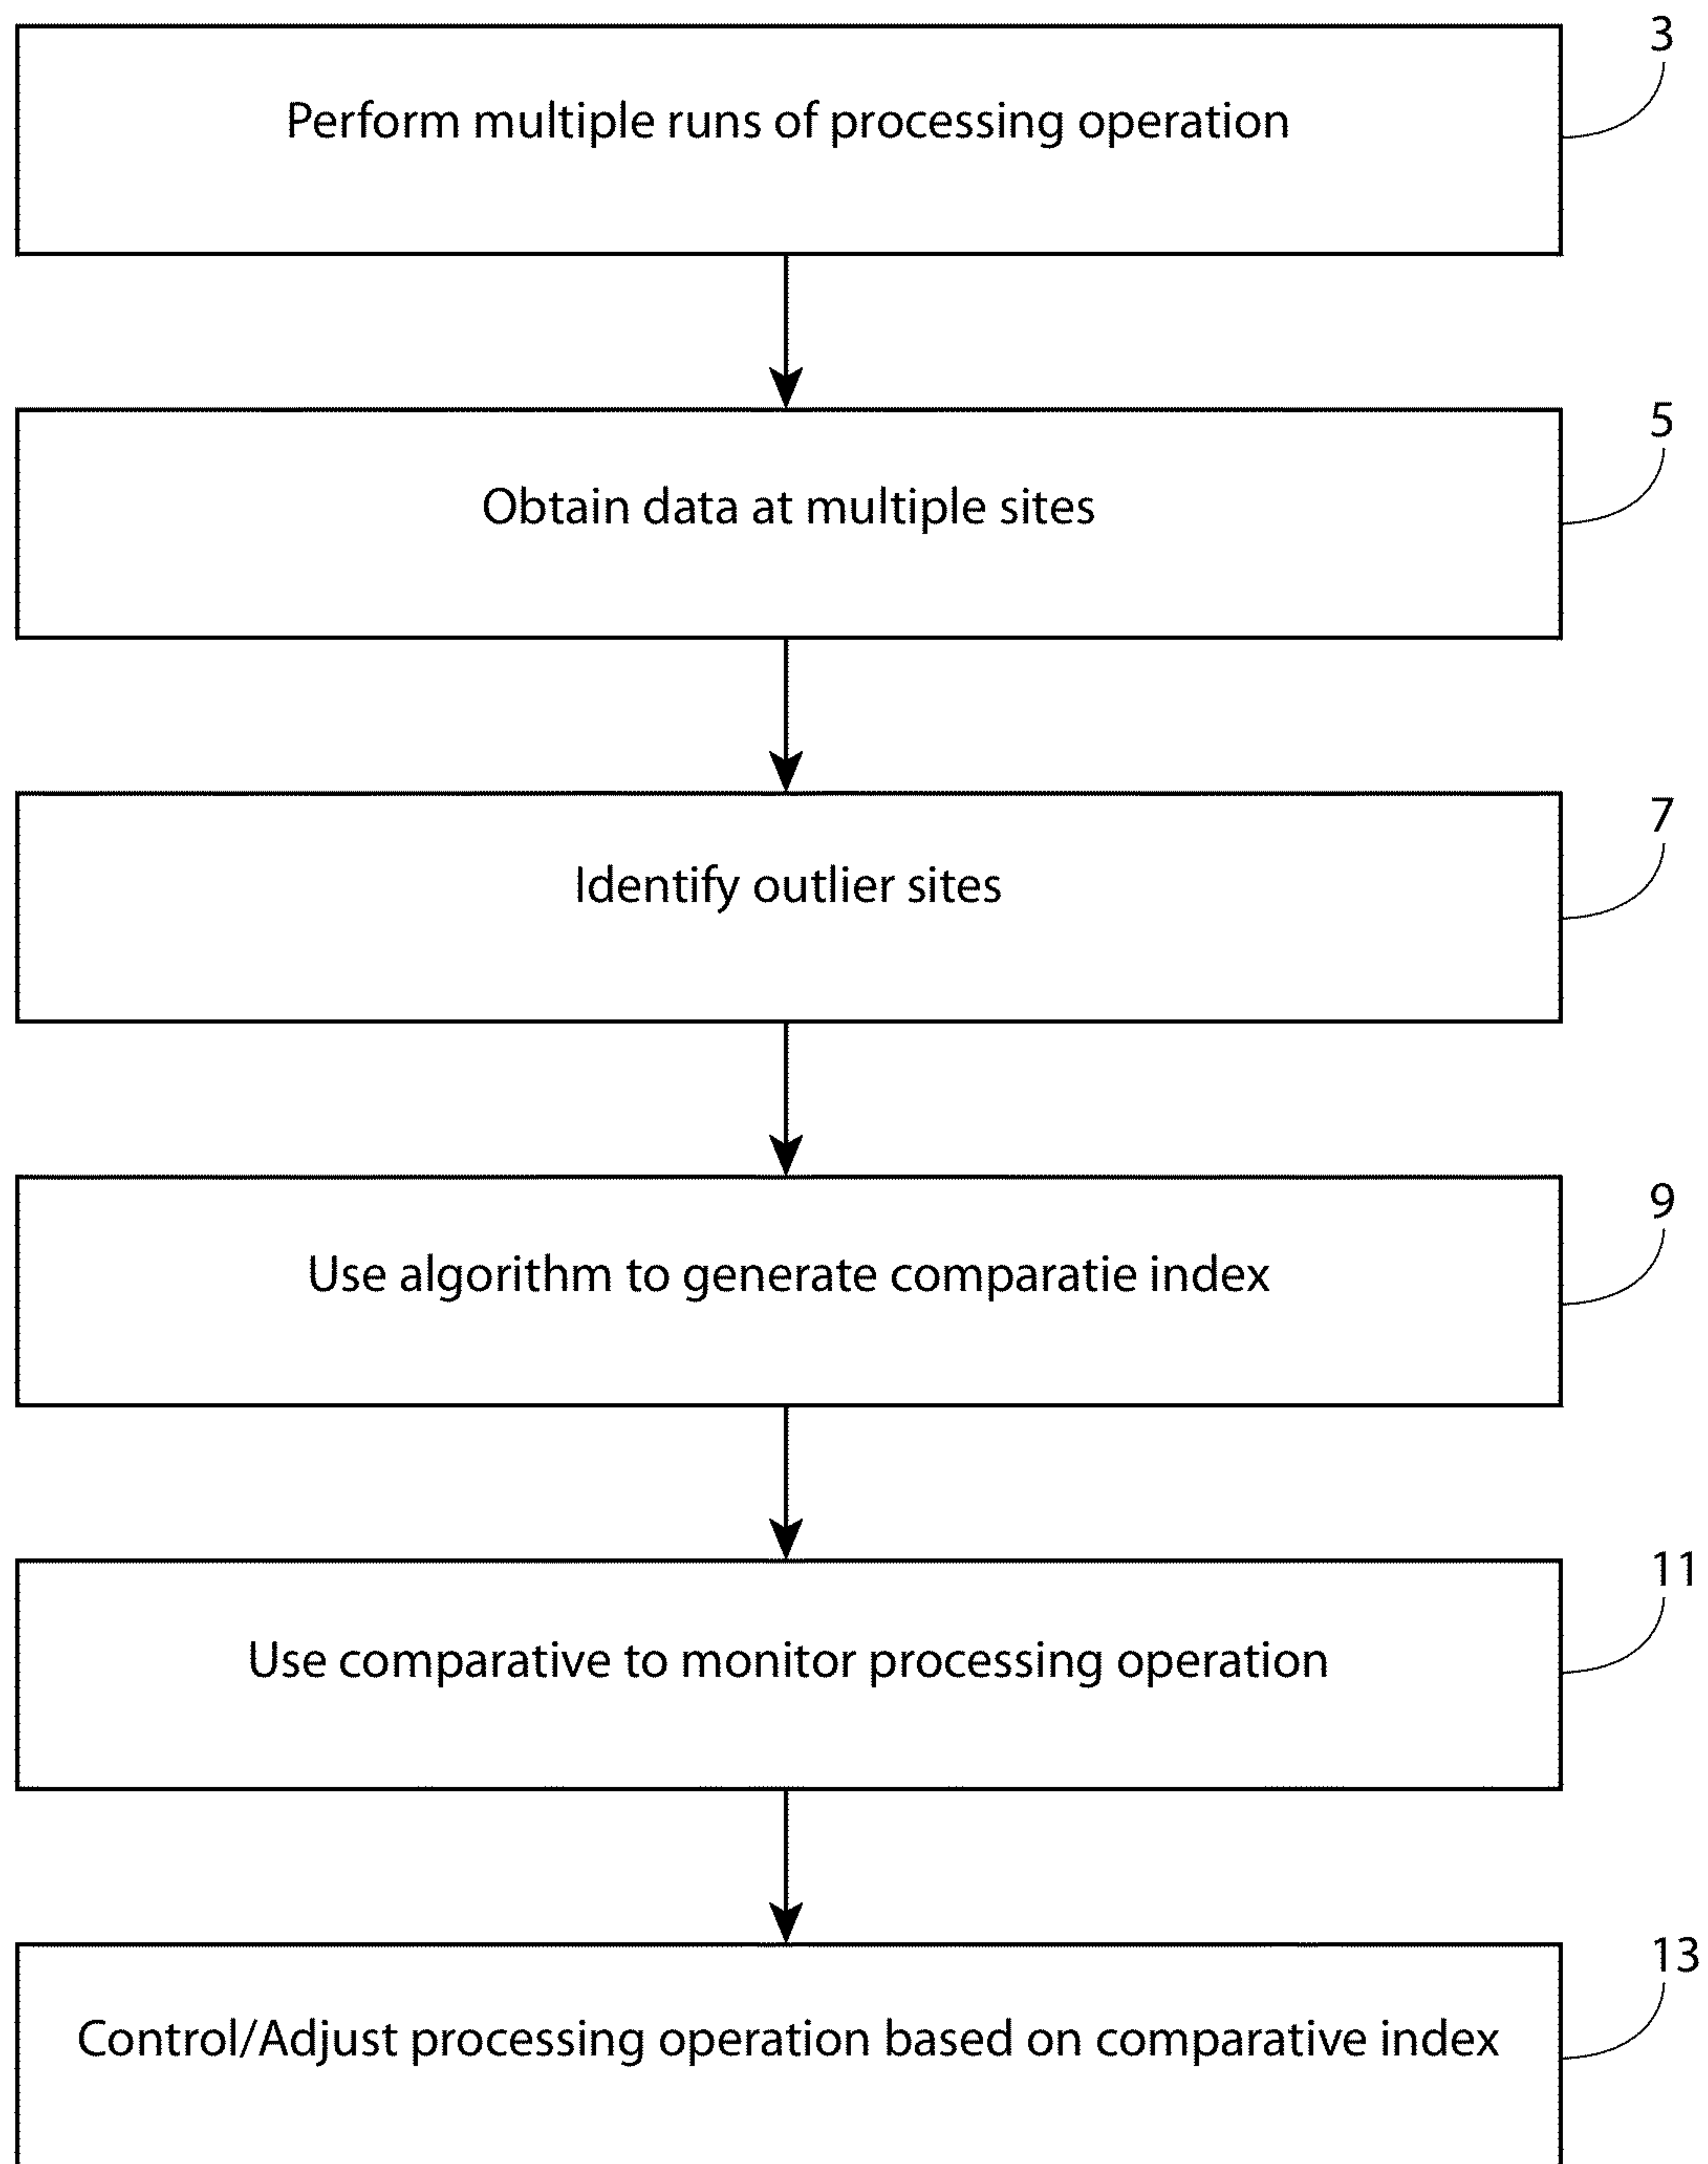 3
Perform multiple runs of processing operation
5
Obtain data at multiple sites
7
Identify outlier sites
9
Use algorithm to generate comparatie index
11
Use comparative to monitor processing operation
13
Control/Adjust processing operation based on comparative index